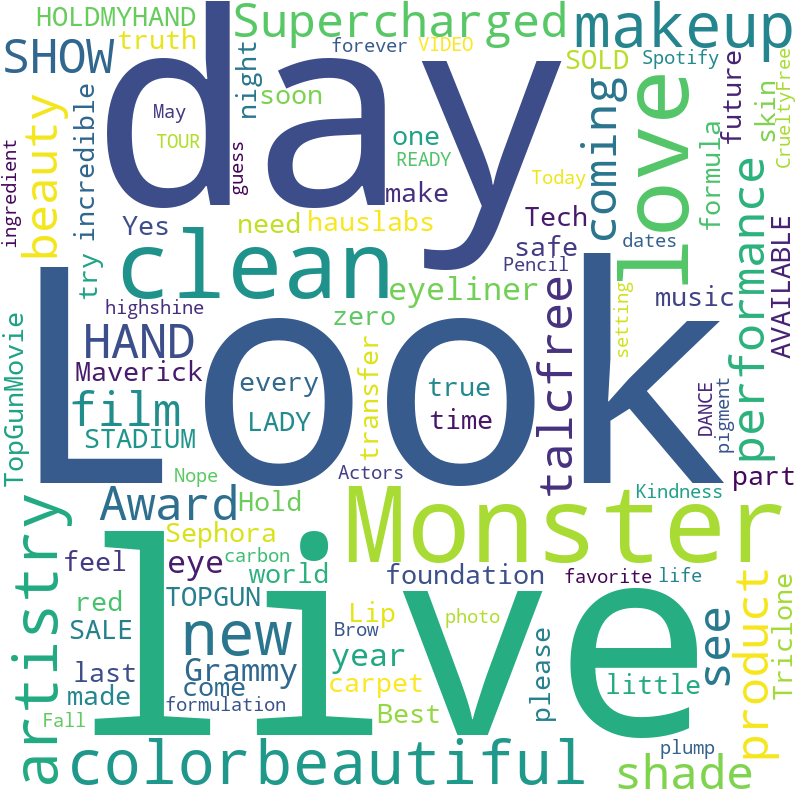 HOLDMYHAND
Supercharged
makeup
truth
forever
VIDEO
SHOW
day
night
SOLD
Spotify
May
TOUR
soon
one
READY
guess
make
Today
love
coming
future
skin
CrueltyFree
formula
ingredient
beauty
incredible
try
Yes
need
hauslabs
Tech
safe
Pencil
dates
clean
eyeliner
music
performance
AVAILABLE
highshine
zero
talcfree
setting
HAND
Maverick
TopGunMovie
film
STADIUM
every
LADY
transfer
true
time
Look
DANCE
pigment
Nope
Actors
Kindness
part
Award
Hold
Monster
artistry
Sephora
feel
eye
carbon
world
foundation
favorite
life
red
TOPGUN
Lip
photo
SALE
new
Brow
live
see
product
Triclone
last
Grammy
year
please
little
made
come
carpet
formulation
Best
Fall
color
beautiful
plump
shade